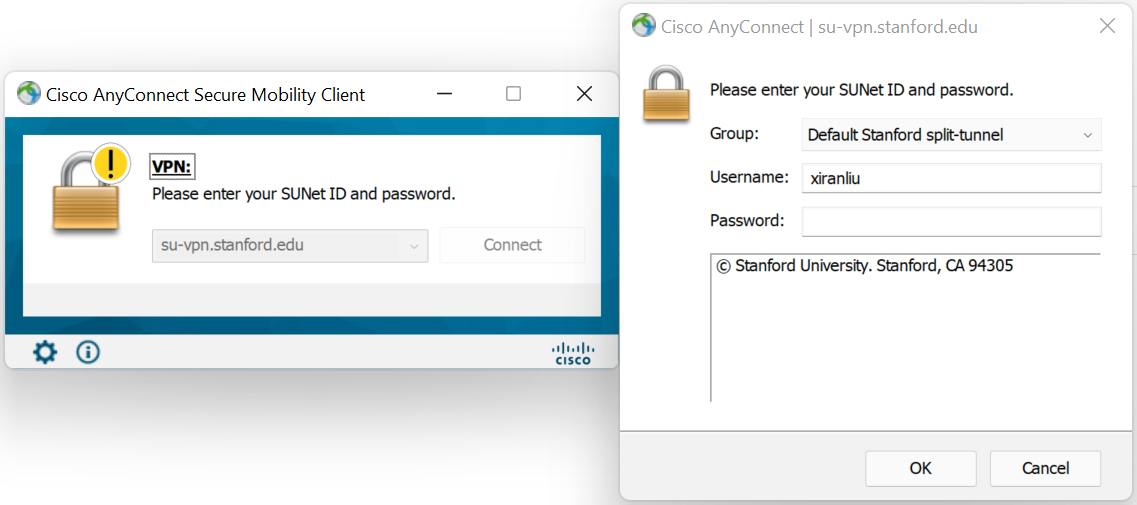 Cisco AnyConnect Secure Mobility Client
VPN:
Please enter your SUNet ID and password.
su-vpn.stanford.edu
Connect
CISCO
Cisco AnyConnect | su-vpn.stanford.edu
Please enter your SUNet ID and password.
Group: Default Stanford split-tunnel
Username: xiranliu
Password:
© Stanford University. Stanford, CA 94305
OK Cancel